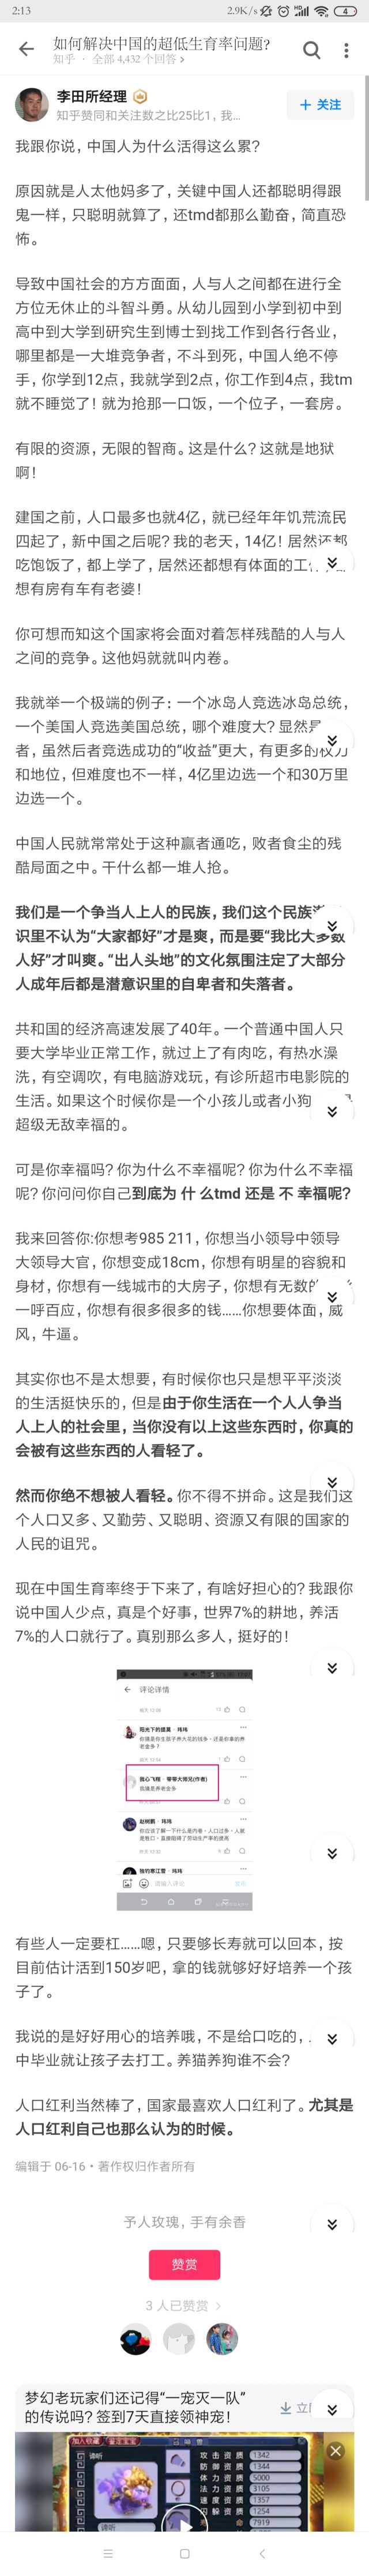 2:13
2.9K/s
4
如何解决中国的超低生育率问题?
知乎 · 全部 4,432 个回答 >
李田所经理
知乎赞同和关注数之比25比1，我...
+ 关注
我跟你说，中国人为什么活得这么累?
原因就是人太他妈多了，关键中国人还都聪明得跟
鬼一样，只聪明就算了，还tmd都那么勤奋，简直恐
怖。
导致中国社会的方方面面，人与人之间都在进行全
方位无休止的斗智斗勇。从幼儿园到小学到初中到
高中到大学到研究生到博士到找工作到各行各业，
哪里都是一大堆竞争者，不斗到死，中国人绝不停
手，你学到12点，我就学到2点，你工作到4点，我tm
就不睡觉了！就为抢那一口饭，一个位子，一套房。
有限的资源，无限的智商。这是什么? 这就是地狱
啊!
建国之前，人口最多也就4亿，就已经年年饥荒流民
四起了，新中国之后呢? 我的老天，14亿！居然还都
吃饱饭了，都上学了，居然还都想有体面的工
想有房有车有老婆！
你可想而知这个国家将会面对着怎样残酷的人与人
之间的竞争。这他妈就就叫内卷。
我就举一个极端的例子：一个冰岛人竞选冰岛总统，
一个美国人竞选美国总统，哪个难度大? 显然是
者，虽然后者竞选成功的“收益”更大，有更多的权力
和地位，但难度也不一样，4亿里边选一个和30万里
边选一个。
中国人民就常常处于这种赢者通吃，败者食尘的残
酷局面之中。干什么都一堆人抢。
我们是一个争当人上人的民族，我们这个民族
识里不认为“大家都好”才是爽，而是要“我比大多数
人好”才叫爽。“出人头地”的文化氛围注定了大部分
人成年后都是潜意识里的自卑者和失落者。
共和国的经济高速发展了40年。一个普通中国人只
要大学毕业正常工作，就过上了有肉吃，有热水澡
洗，有空调吹，有电脑游戏玩，有诊所超市电影院的
生活。如果这个时候你是一个小孩儿或者小狗
超级无敌幸福的。
可是你幸福吗? 你为什么不幸福呢? 你为什么不幸福
呢? 你问问你自己到底为 什 么tmd 还是 不 幸福呢?
我来回答你:你想考985 211，你想当小领导中领导
大领导大官，你想变成18cm，你想有明星的容貌和
身材，你想有一线城市的大房子，你想有无数
一呼百应，你想有很多很多的钱......你想要体面，威
风，牛逼。
其实你也不是太想要，有时候你也只是想平平淡淡
的生活挺快乐的，但是由于你生活在一个人人争当
人上人的社会里，当你没有以上这些东西时，你真的
会被有这些东西的人看轻了。
然而你绝不想被人看轻。你不得不拼命。这是我们这
个人口又多、又勤劳、又聪明、资源又有限的国家的
人民的诅咒。
现在中国生育率终于下来了，有啥好担心的? 我跟你
说中国人少点，真是个好事，世界7%的耕地，养活
7%的人口就行了。真别那么多人，挺好的！
评论详情
有些人一定要杠......嗯，只要够长寿就可以回本，按
目前估计活到150岁吧，拿的钱就够好好培养一个孩
子了。
我说的是好好用心的培养哦，不是给口吃的，
中毕业就让孩子去打工。养猫养狗谁不会?
人口红利当然棒了，国家最喜欢人口红利了。尤其是
人口红利自己也那么认为的时候。
编辑于 06-16 · 著作权归作者所有
予人玫瑰，手有余香
赞赏
3 人已赞赏 >
梦幻老玩家们还记得“一宠灭一队”
的传说吗? 签到7天直接领神宠！
立
加入收藏
谛听
攻击资质 1342
防御资质 1344
体力资质 5000
法力资质 3105
速度资质 1357
躲闪资质 1254
寿命 7919
谛听